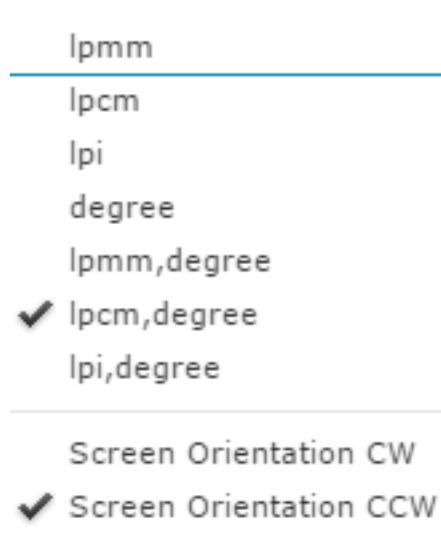 lpmm
lpcm
lpi
degree
lpmm,degree
lpcm,degree
lpi,degree
Screen Orientation CW
Screen Orientation CCW